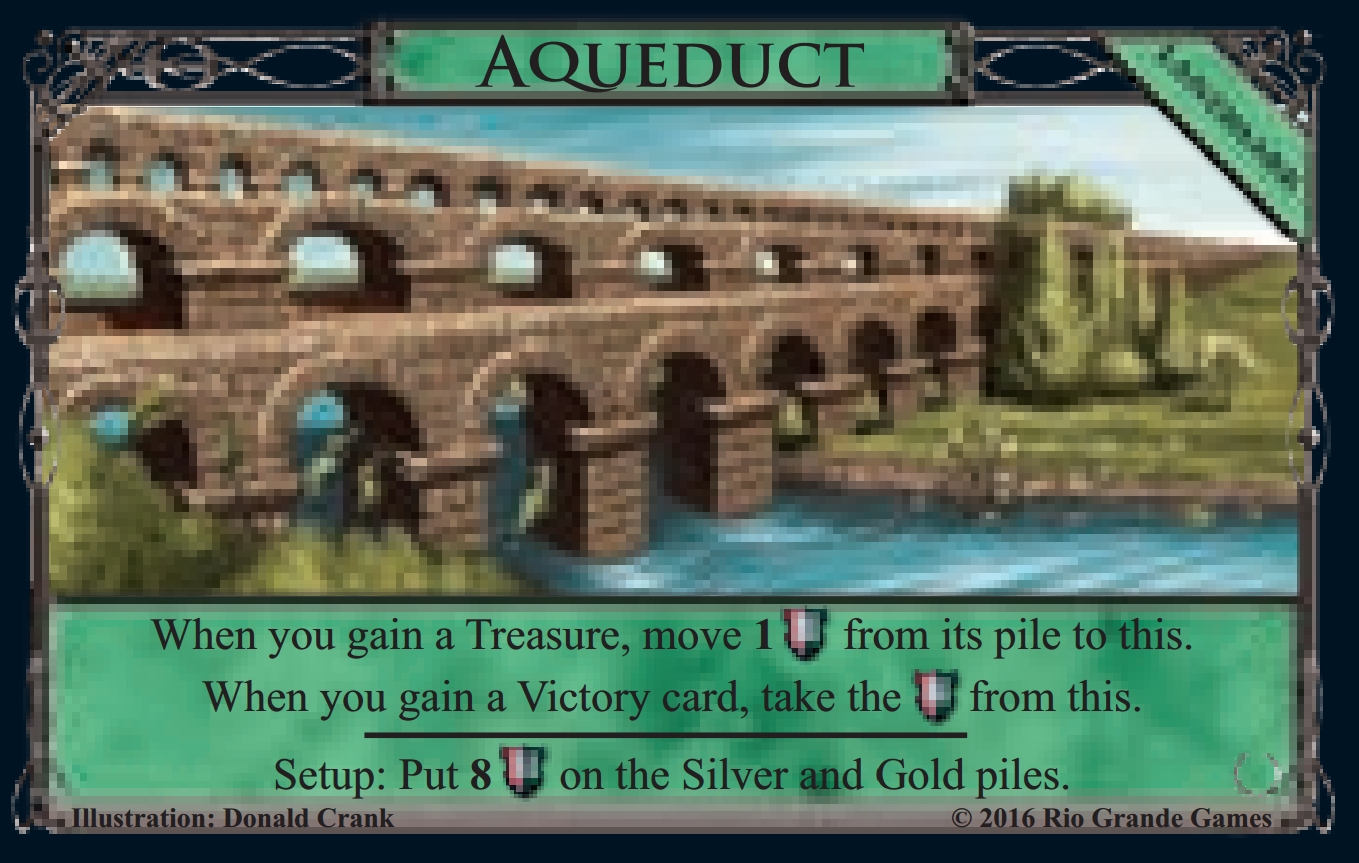 AQUEDUCT
When you gain a Treasure, move 1 from its pile to this.
When you gain a Victory card, take the from this.
Setup: Put 8 on the Silver and Gold piles.
Illustration: Donald Crank
© 2016 Rio Grande Games